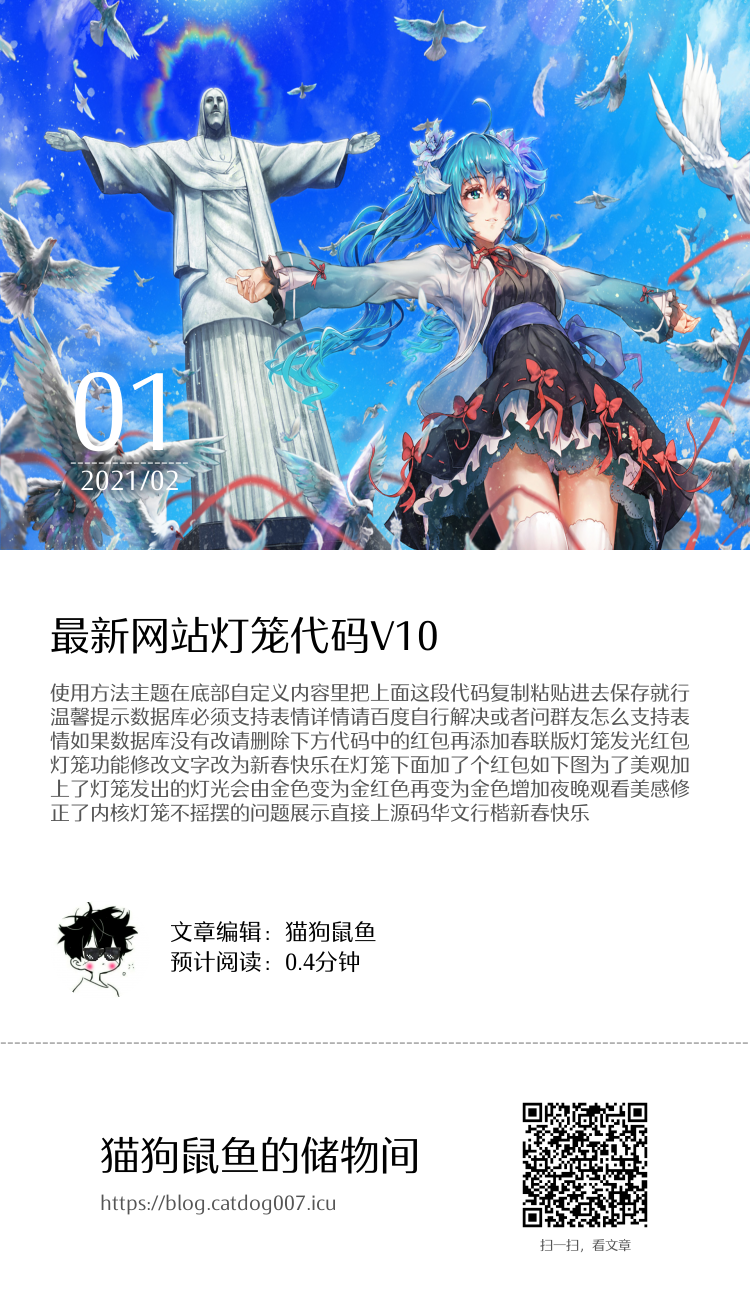 01
2021/02
最新网站灯笼代码V10
使用方法主题在底部自定义内容里把上面这段代码复制粘贴进去保存就行
温馨提示数据库必须支持表情详情请百度自行解决或者问群友怎么支持表
情如果数据库没有改请删除下方代码中的红包再添加春联版灯笼发光红包
灯笼功能修改文字改为新春快乐在灯笼下面加了个红包如下图为了美观加
上了灯笼发出的灯光会由金色变为金红色再变为金色增加夜晚观看美感修
正了内核灯笼不摇摆的问题展示直接上源码华文行楷新春快乐
文章编辑：猫狗鼠鱼
预计阅读：0.4分钟
猫狗鼠鱼的储物间
https://blog.catdog007.icu
扫一扫，看文章